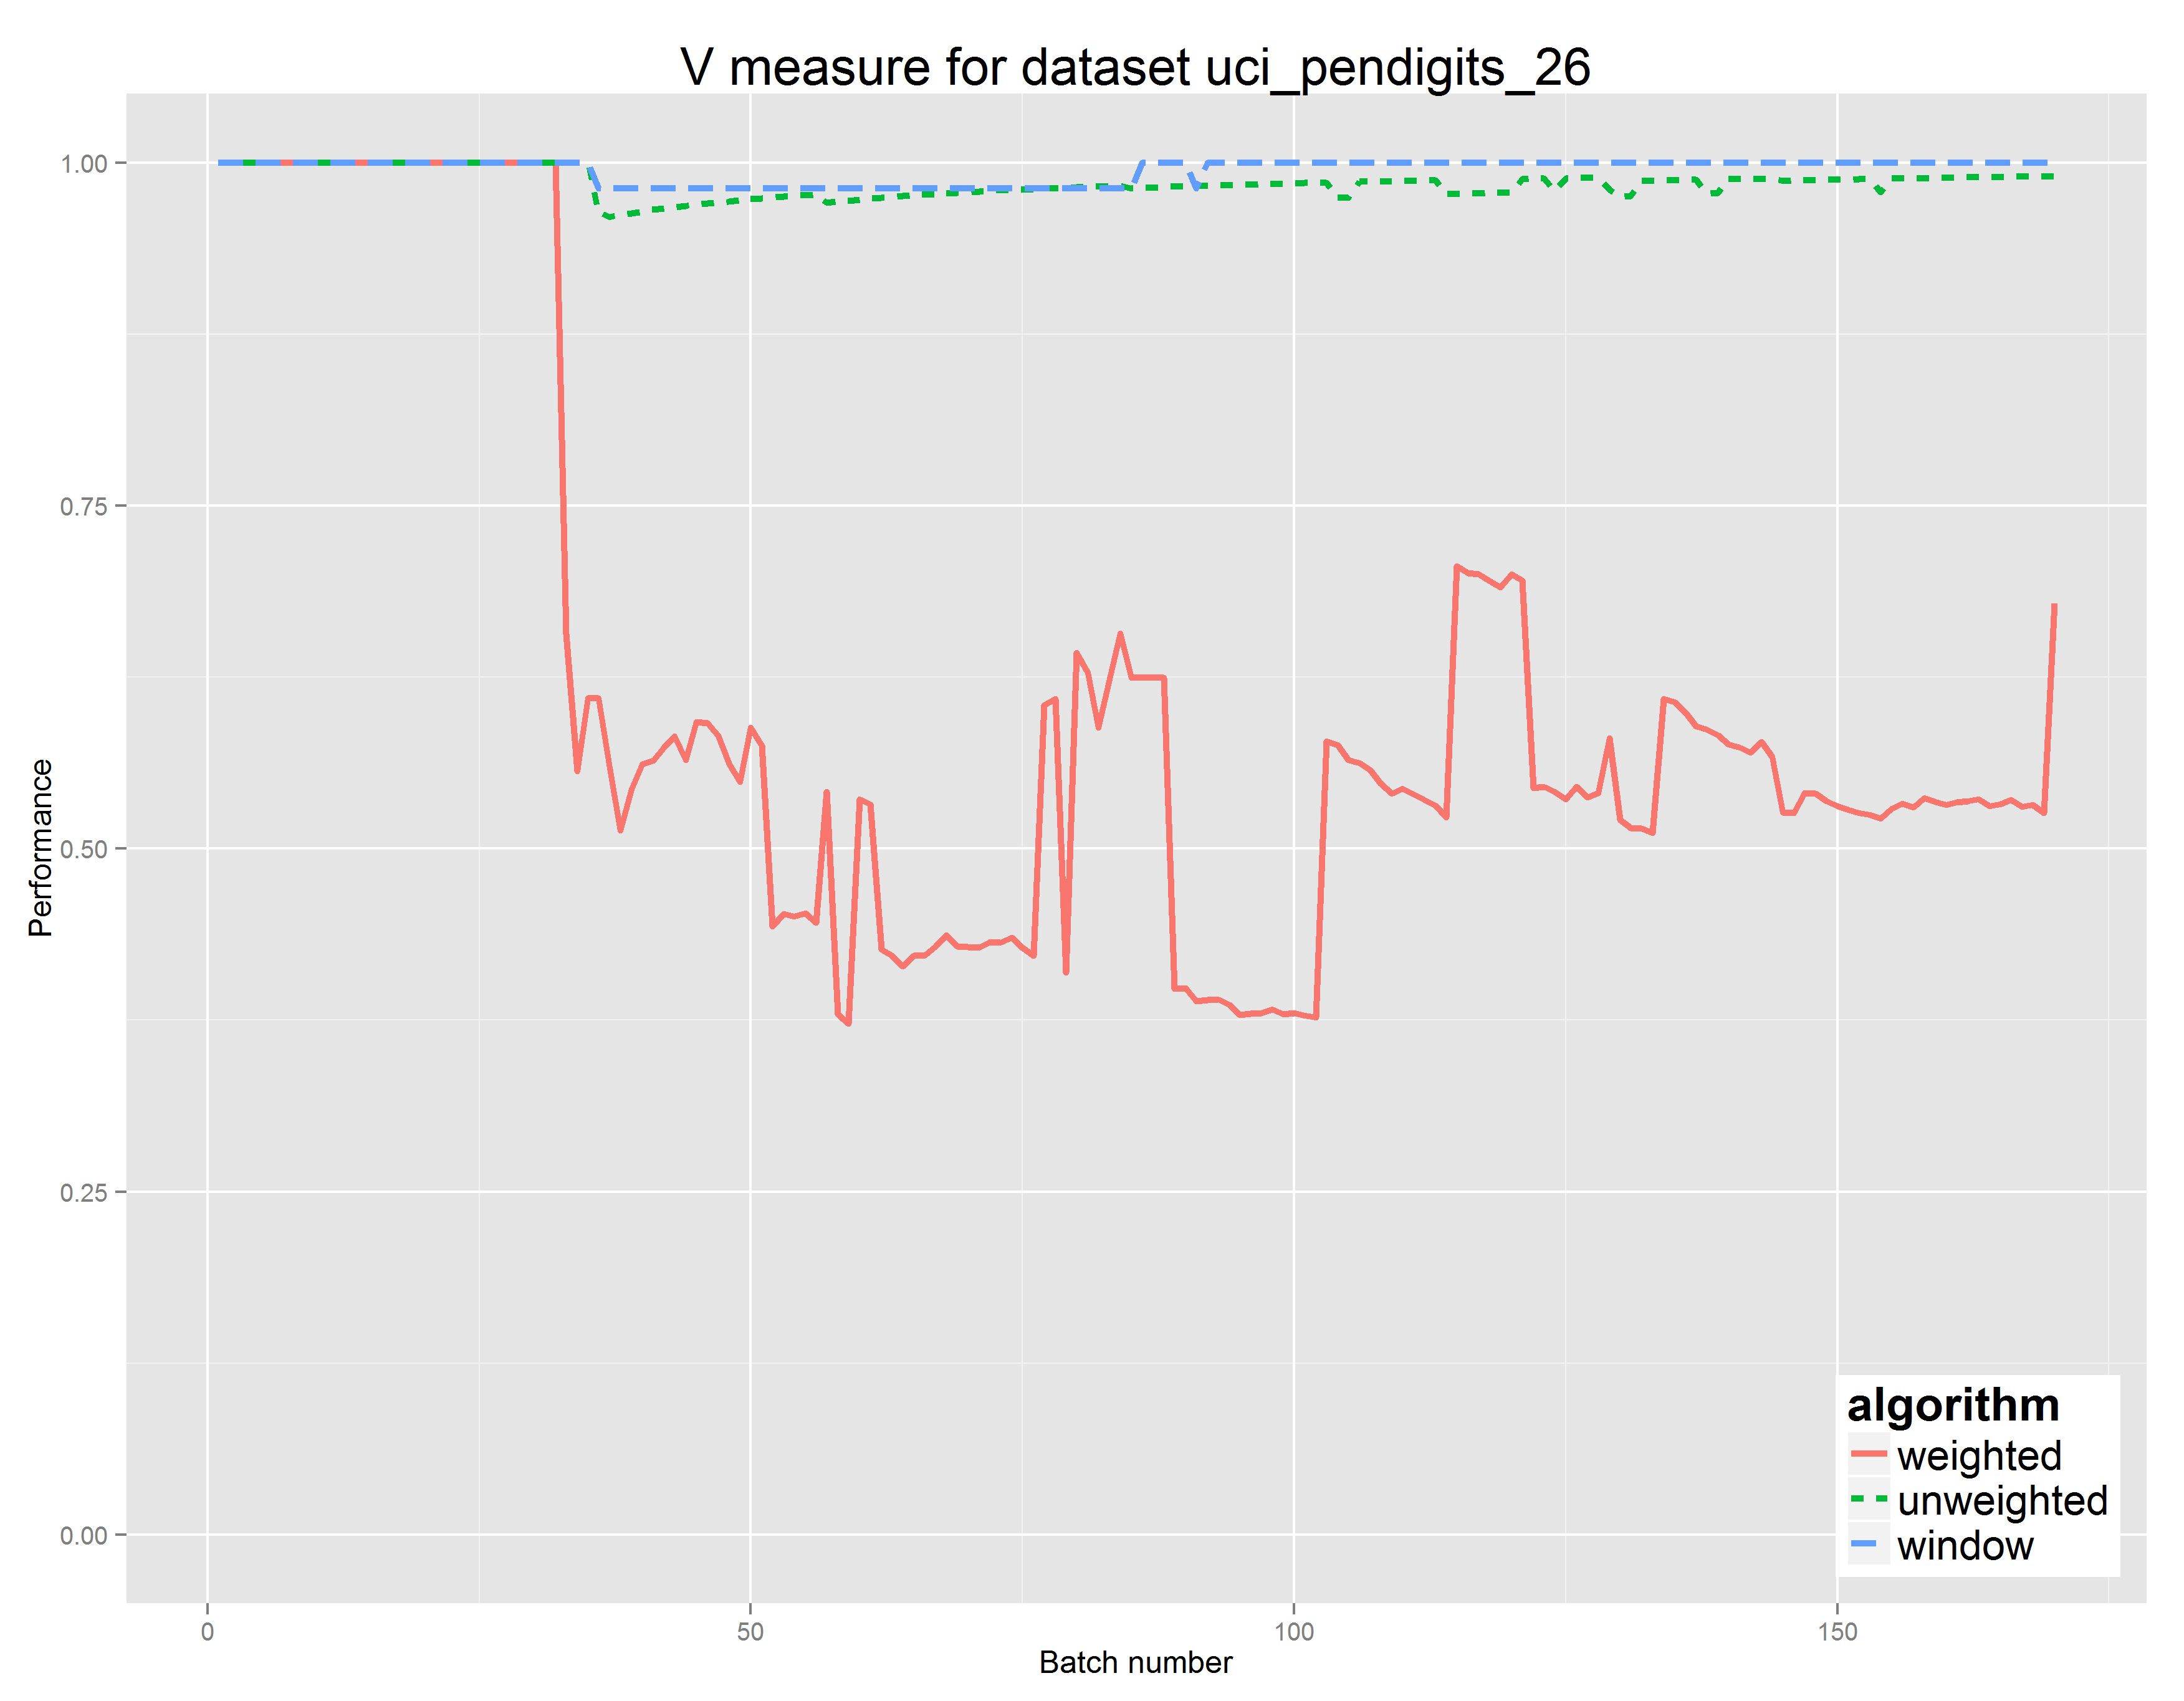 V measure for dataset uci_pendigits_26
1.00
0.75
0.50
0.25
0.00
Performance
0
50
100
150
Batch number
algorithm
weighted
unweighted
window